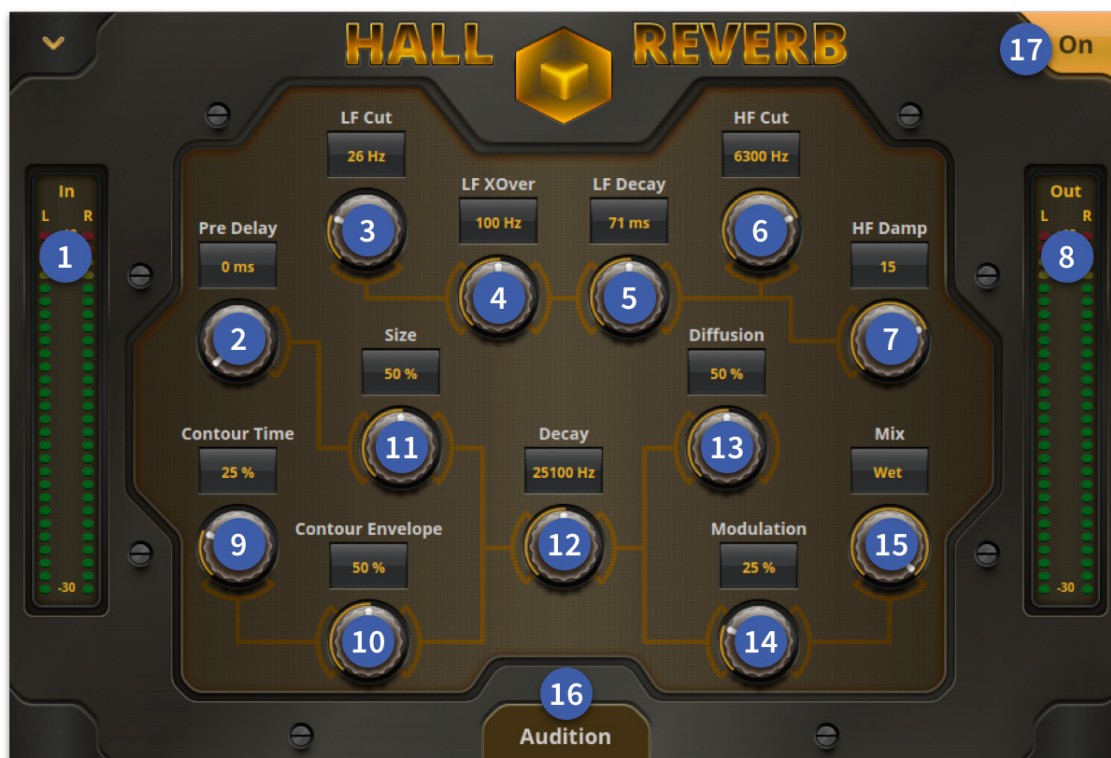 HALL REVERB
17 On
LF Cut
26 Hz
3
HF Cut
6300 Hz
6
In
L R
1
-30
Out
L R
8
-30
LF XOver
100 Hz
4
LF Decay
71 ms
5
Pre Delay
0 ms
2
HF Damp
15
7
Size
50 %
11
Diffusion
50 %
13
Contour Time
25 %
9
Decay
25100 Hz
12
Mix
Wet
15
Contour Envelope
50 %
10
Modulation
25 %
14
16
Audition